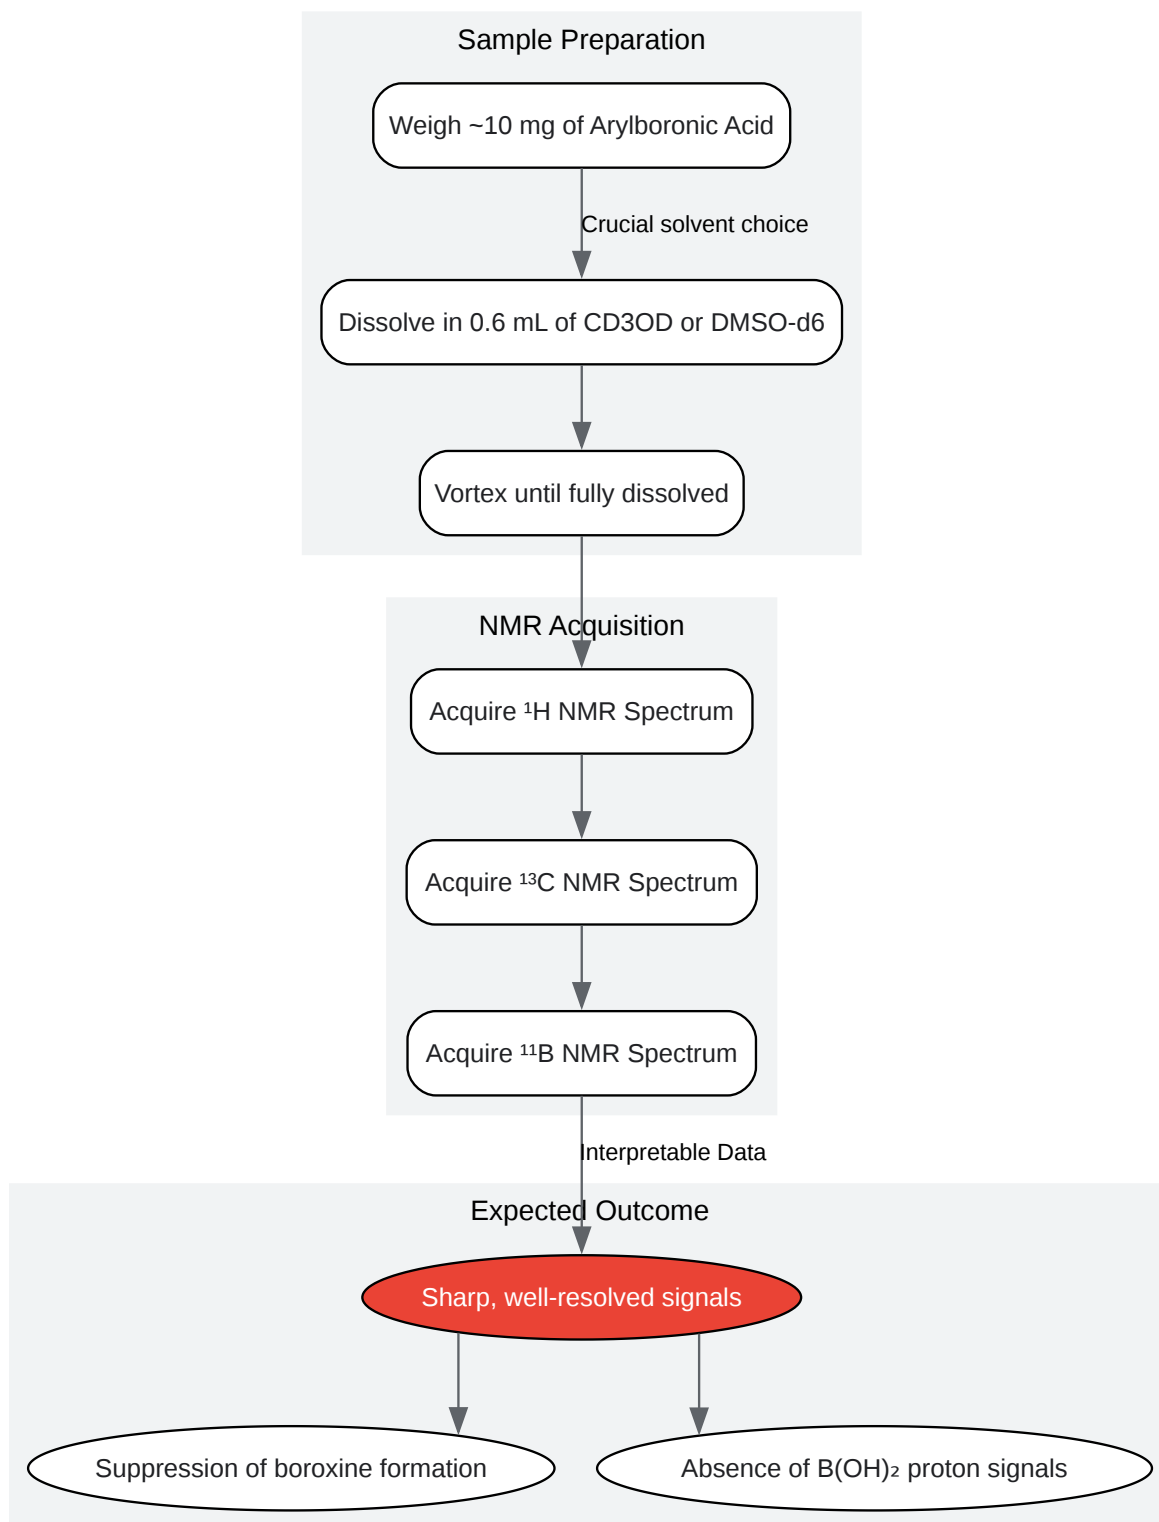 Sample Preparation
Weigh ~10 mg of Arylboronic Acid
Crucial solvent choice
Dissolve in 0.6 mL of CD3OD or DMSO-d6
Vortex until fully dissolved
NMR Acquisition
Acquire ¹H NMR Spectrum
Acquire ¹³C NMR Spectrum
Acquire ¹¹B NMR Spectrum
Interpretable Data
Expected Outcome
Sharp, well-resolved signals
Suppression of boroxine formation
Absence of B(OH)₂ proton signals